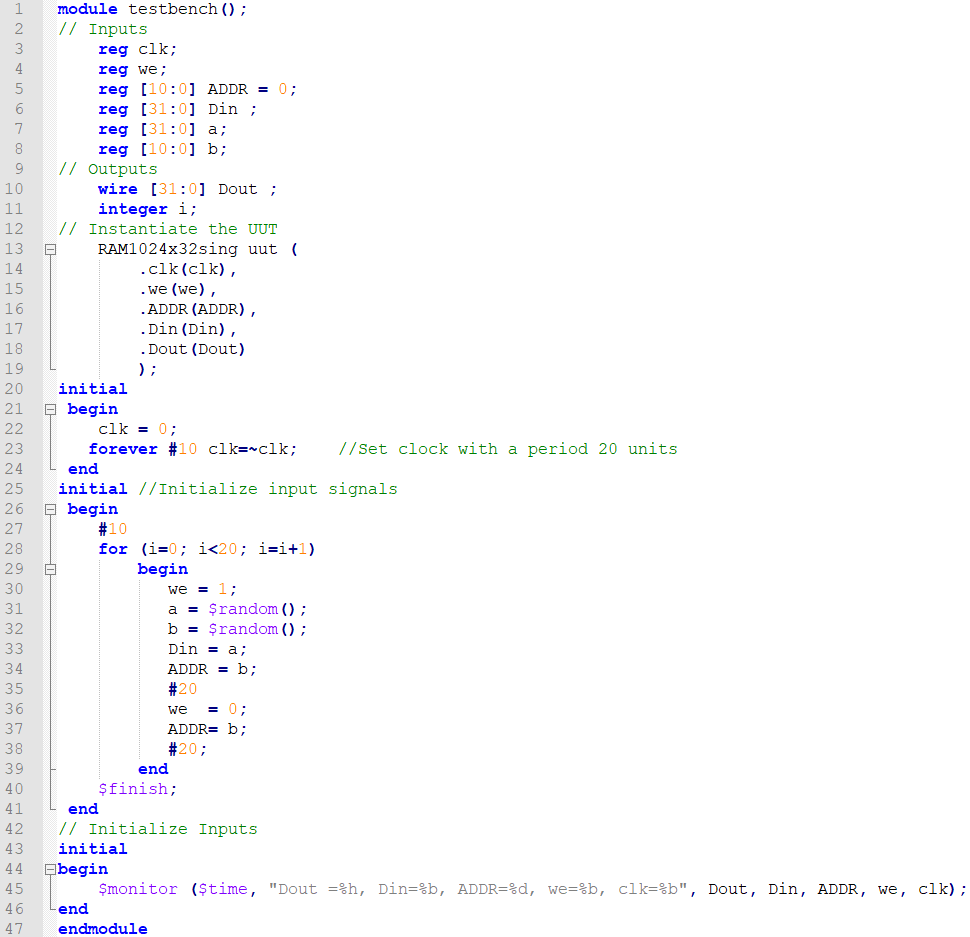 1 module testbench();
2 // Inputs
3     reg clk;
4     reg we;
5     reg [10:0] ADDR = 0;
6     reg [31:0] Din ;
7     reg [31:0] a;
8     reg [10:0] b;
9 // Outputs
10     wire [31:0] Dout ;
11     integer i;
12 // Instantiate the UUT
13     RAM1024x32sing uut (
14         .clk(clk),
15         .we(we),
16         .ADDR(ADDR),
17         .Din(Din),
18         .Dout(Dout)
19         );
20 initial
21  begin
22     clk = 0;
23    forever #10 clk=~clk;    //Set clock with a period 20 units
24  end
25 initial //Initialize input signals
26  begin
27     #10
28     for (i=0; i<20; i=i+1)
29         begin
30            we = 1;
31            a = $random();
32            b = $random();
33            Din = a;
34            ADDR = b;
35            #20
36            we  = 0;
37            ADDR= b;
38            #20;
39         end
40     $finish;
41  end
42 // Initialize Inputs
43 initial
44 begin
45     $monitor ($time, "Dout =%h, Din=%b, ADDR=%d, we=%b, clk=%b", Dout, Din, ADDR, we, clk);
46 end
47 endmodule